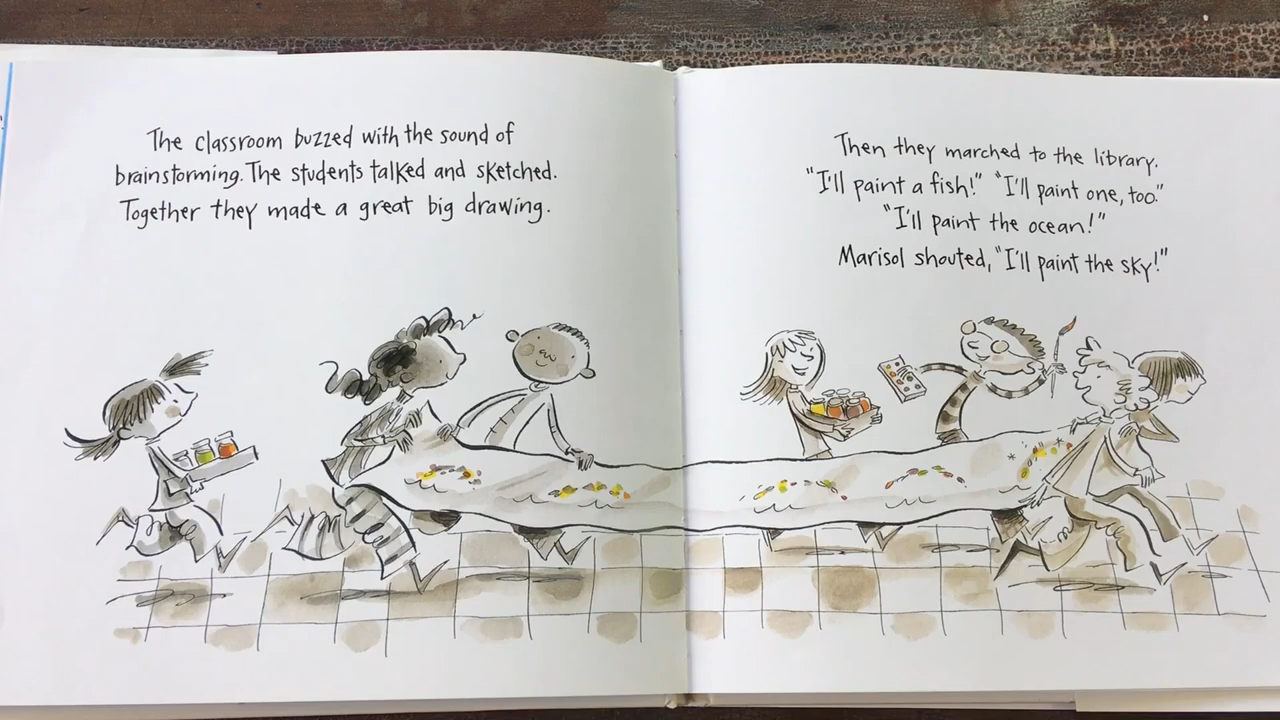 The classroom buzzed with the sound of
brainstorming. The students talked and sketched.
Together they made a great big drawing.
Then they marched to the library.
"I'll paint a fish!" "I'll paint one, too."
"I'll paint the ocean!"
Marisol shouted, "I'll paint the sky!"